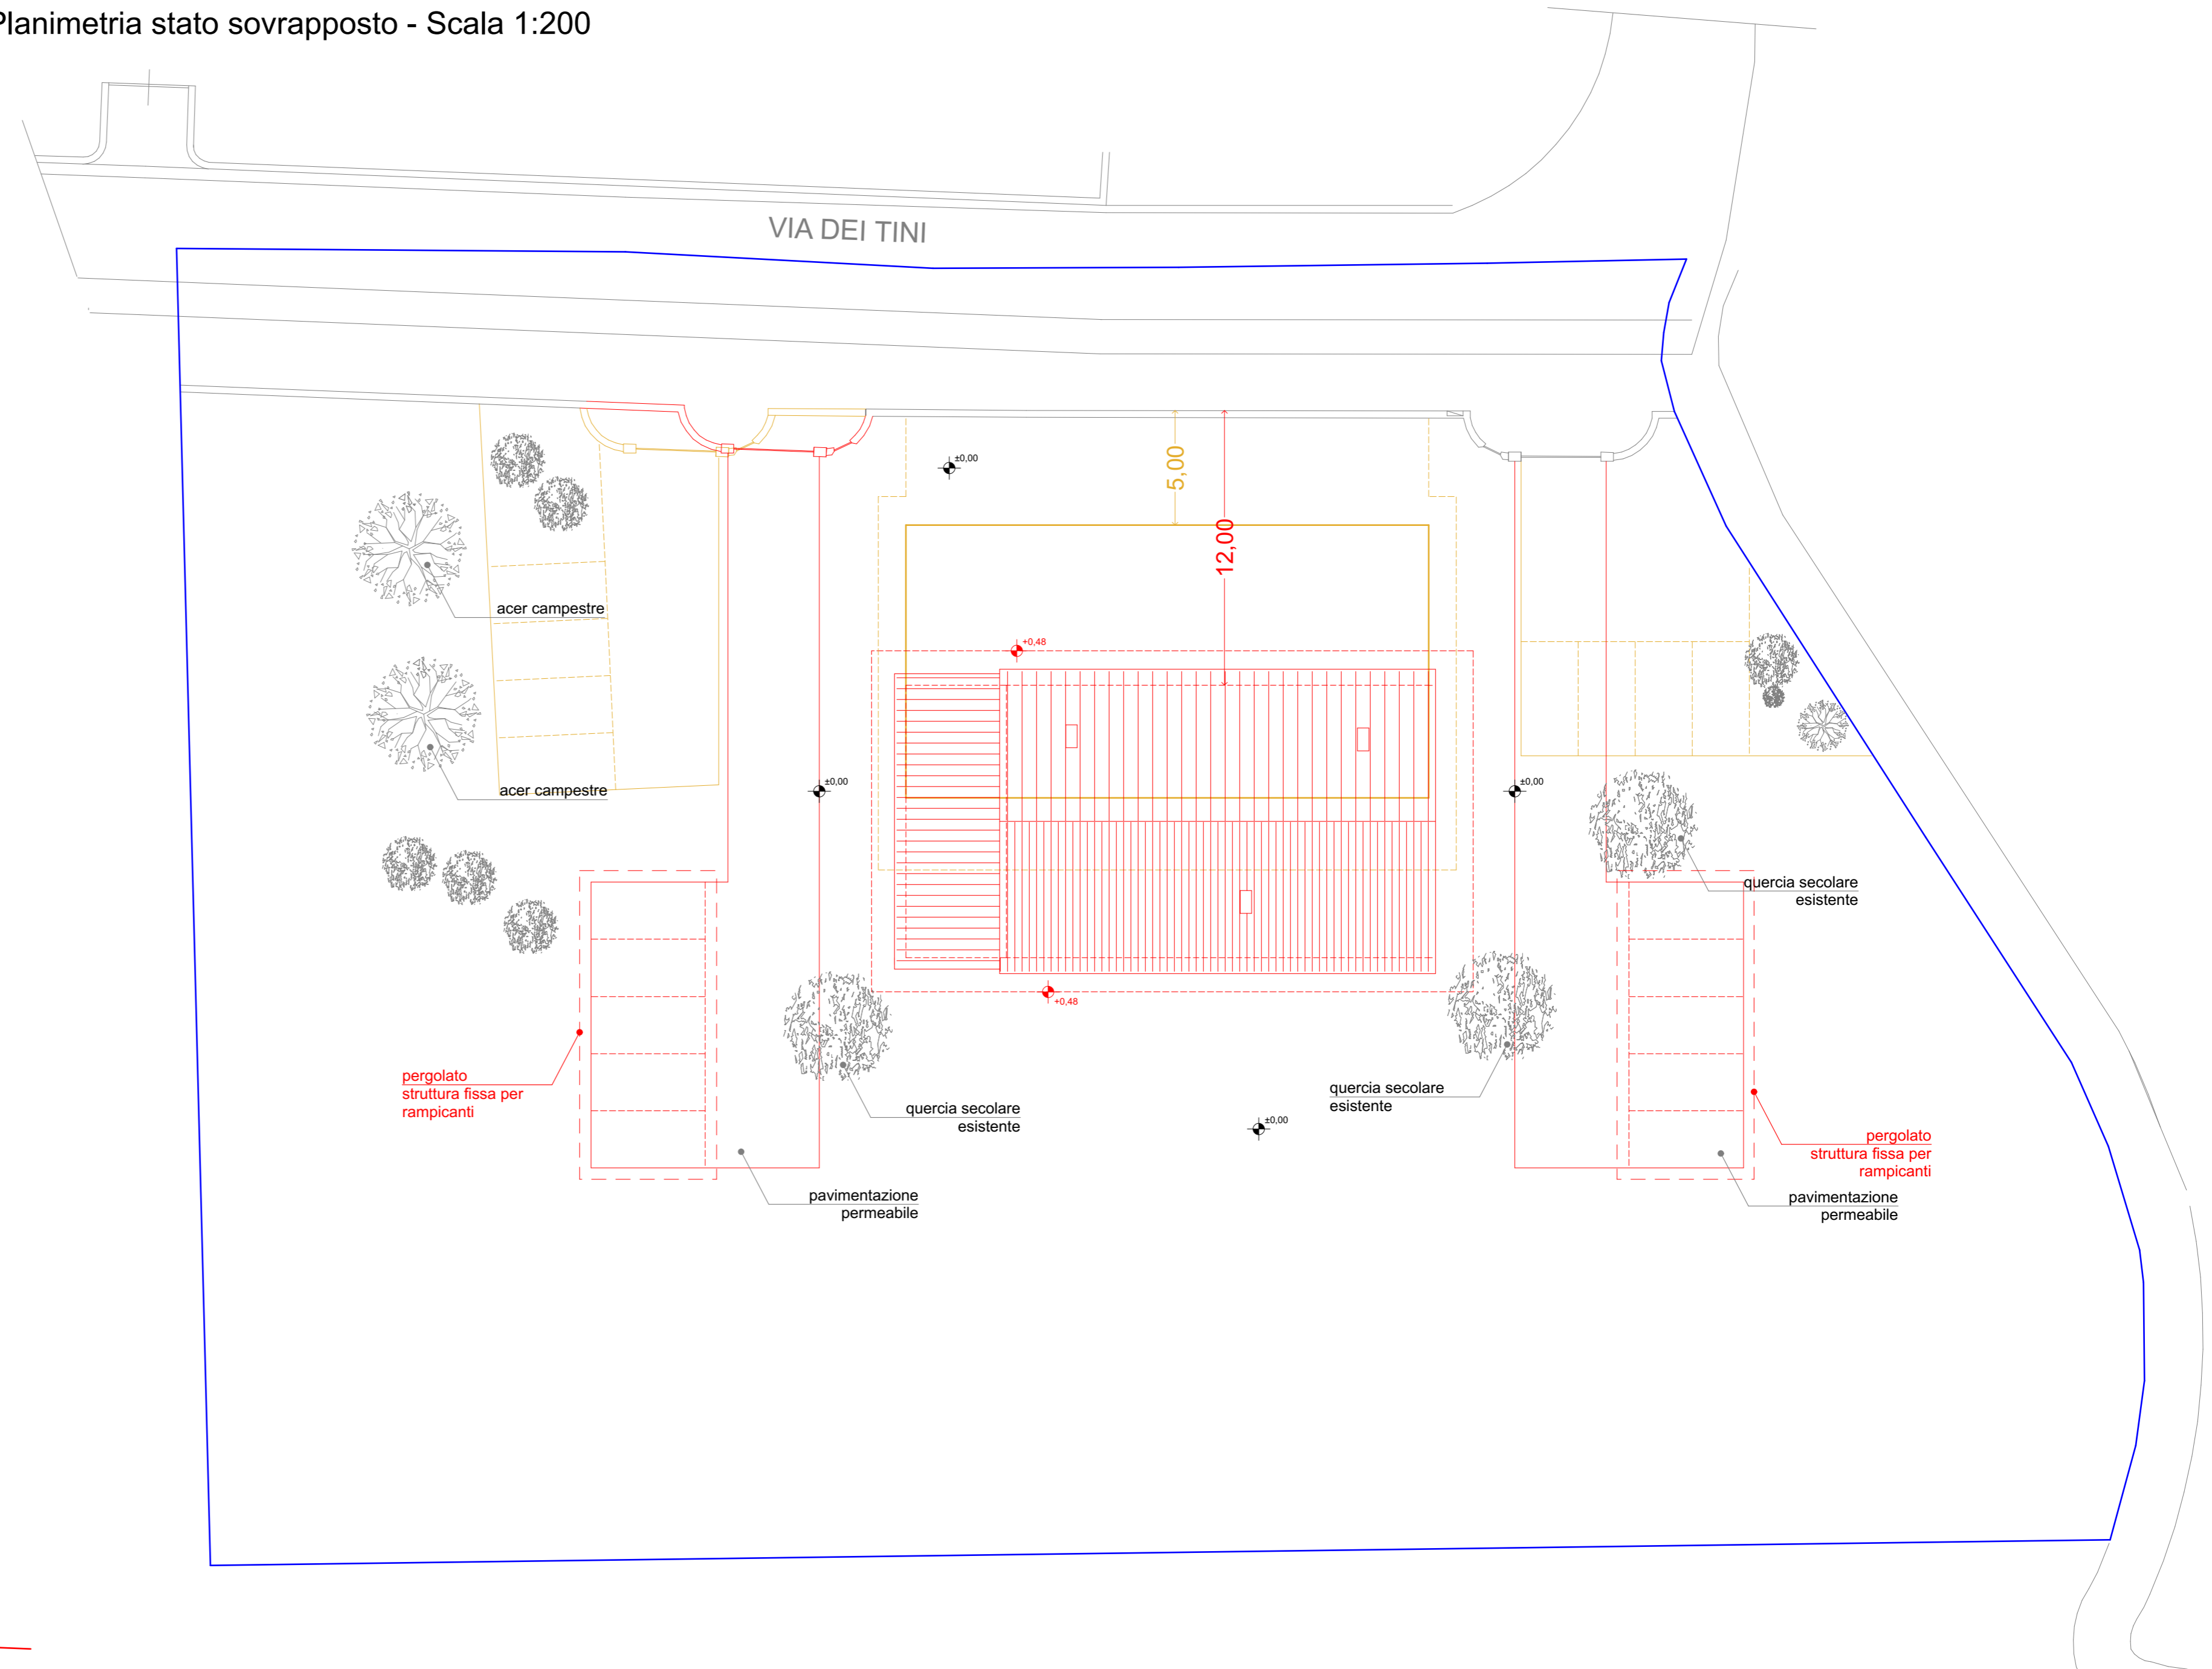 Planimetria stato sovrapposto - Scala 1:200
VIA DEI TINI
5,00
±0,00
12,00
acer campestre
+0,48
acer campestre
±0,00
±0,00
quercia secolare
esistente
+0,48
pergolato
struttura fissa per
rampicanti
quercia secolare
esistente
quercia secolare
esistente
±0,00
pergolato
struttura fissa per
rampicanti
pavimentazione
permeabile
pavimentazione
permeabile